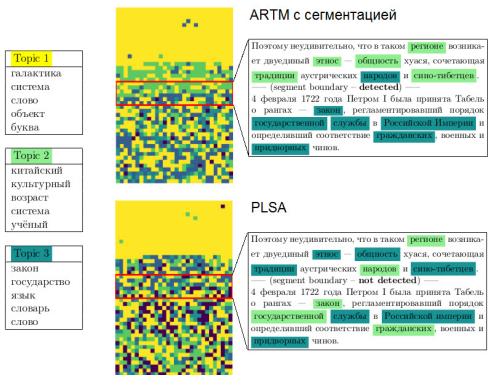 ARTM с сегментацией
Topic 1
галактика
система
слово
объект
буква
Topic 2
китайский
культурный
возраст
система
учёный
Topic 3
закон
государство
язык
словарь
слово
Поэтому неудивительно, что в таком регионе возника-
ет двуединый этнос — общность хуася, сочетающая
традиции аустрических народов и сино-тибетцев.
—— (segment boundary – detected) ——
4 февраля 1722 года Петром I была принята Табель
о рангах — закон, регламентировавший порядок
государственной службы в Российской Империи и
определявший соответствие гражданских, военных и
придворных чинов.
PLSA
Поэтому неудивительно, что в таком регионе возника-
ет двуединый этнос — общность хуася, сочетающая
традиции аустрических народов и сино-тибетцев.
—— (segment boundary – not detected) ——
4 февраля 1722 года Петром I была принята Табель
о рангах — закон, регламентировавший порядок
государственной службы в Российской империи и
определявший соответствие гражданских, военных и
придворных чинов.